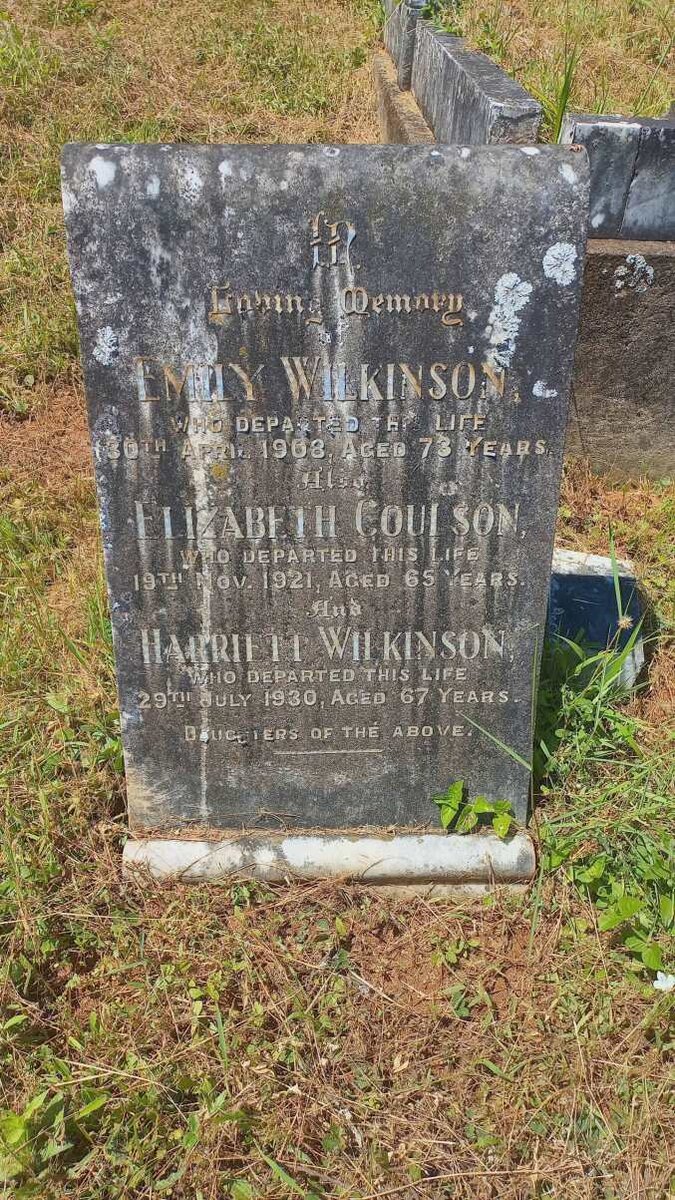 In
Loving Memory
EMILY WILKINSON,
WHO DEPARTED THIS LIFE
30TH APRIL 1908, AGED 73 YEARS.
Also
ELIZABETH COULSON,
WHO DEPARTED THIS LIFE
19TH NOV. 1921, AGED 65 YEARS.
And
HARRIETT WILKINSON,
WHO DEPARTED THIS LIFE
29TH JULY 1930, AGED 67 YEARS.
DAUGHTERS OF THE ABOVE.